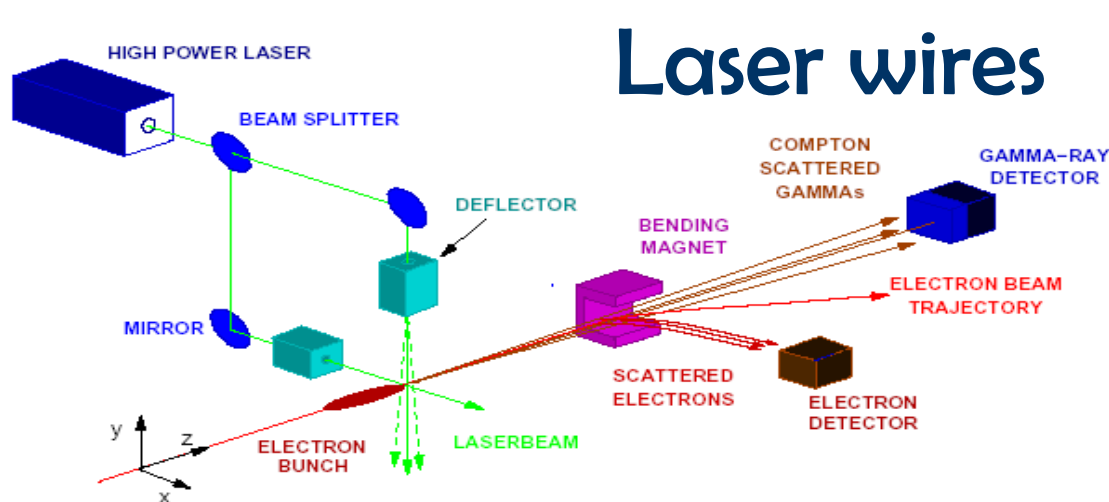 Laser wires
HIGH POWER LASER
BEAM SPLITTER
COMPTON
SCATTERED
GAMMAs
GAMMA-RAY
DETECTOR
DEFLECTOR
BENDING
MAGNET
ELECTRON BEAM
TRAJECTORY
MIRROR
SCATTERED
ELECTRONS
ELECTRON
DETECTOR
LASERBEAM
ELECTRON
BUNCH
y
z
x